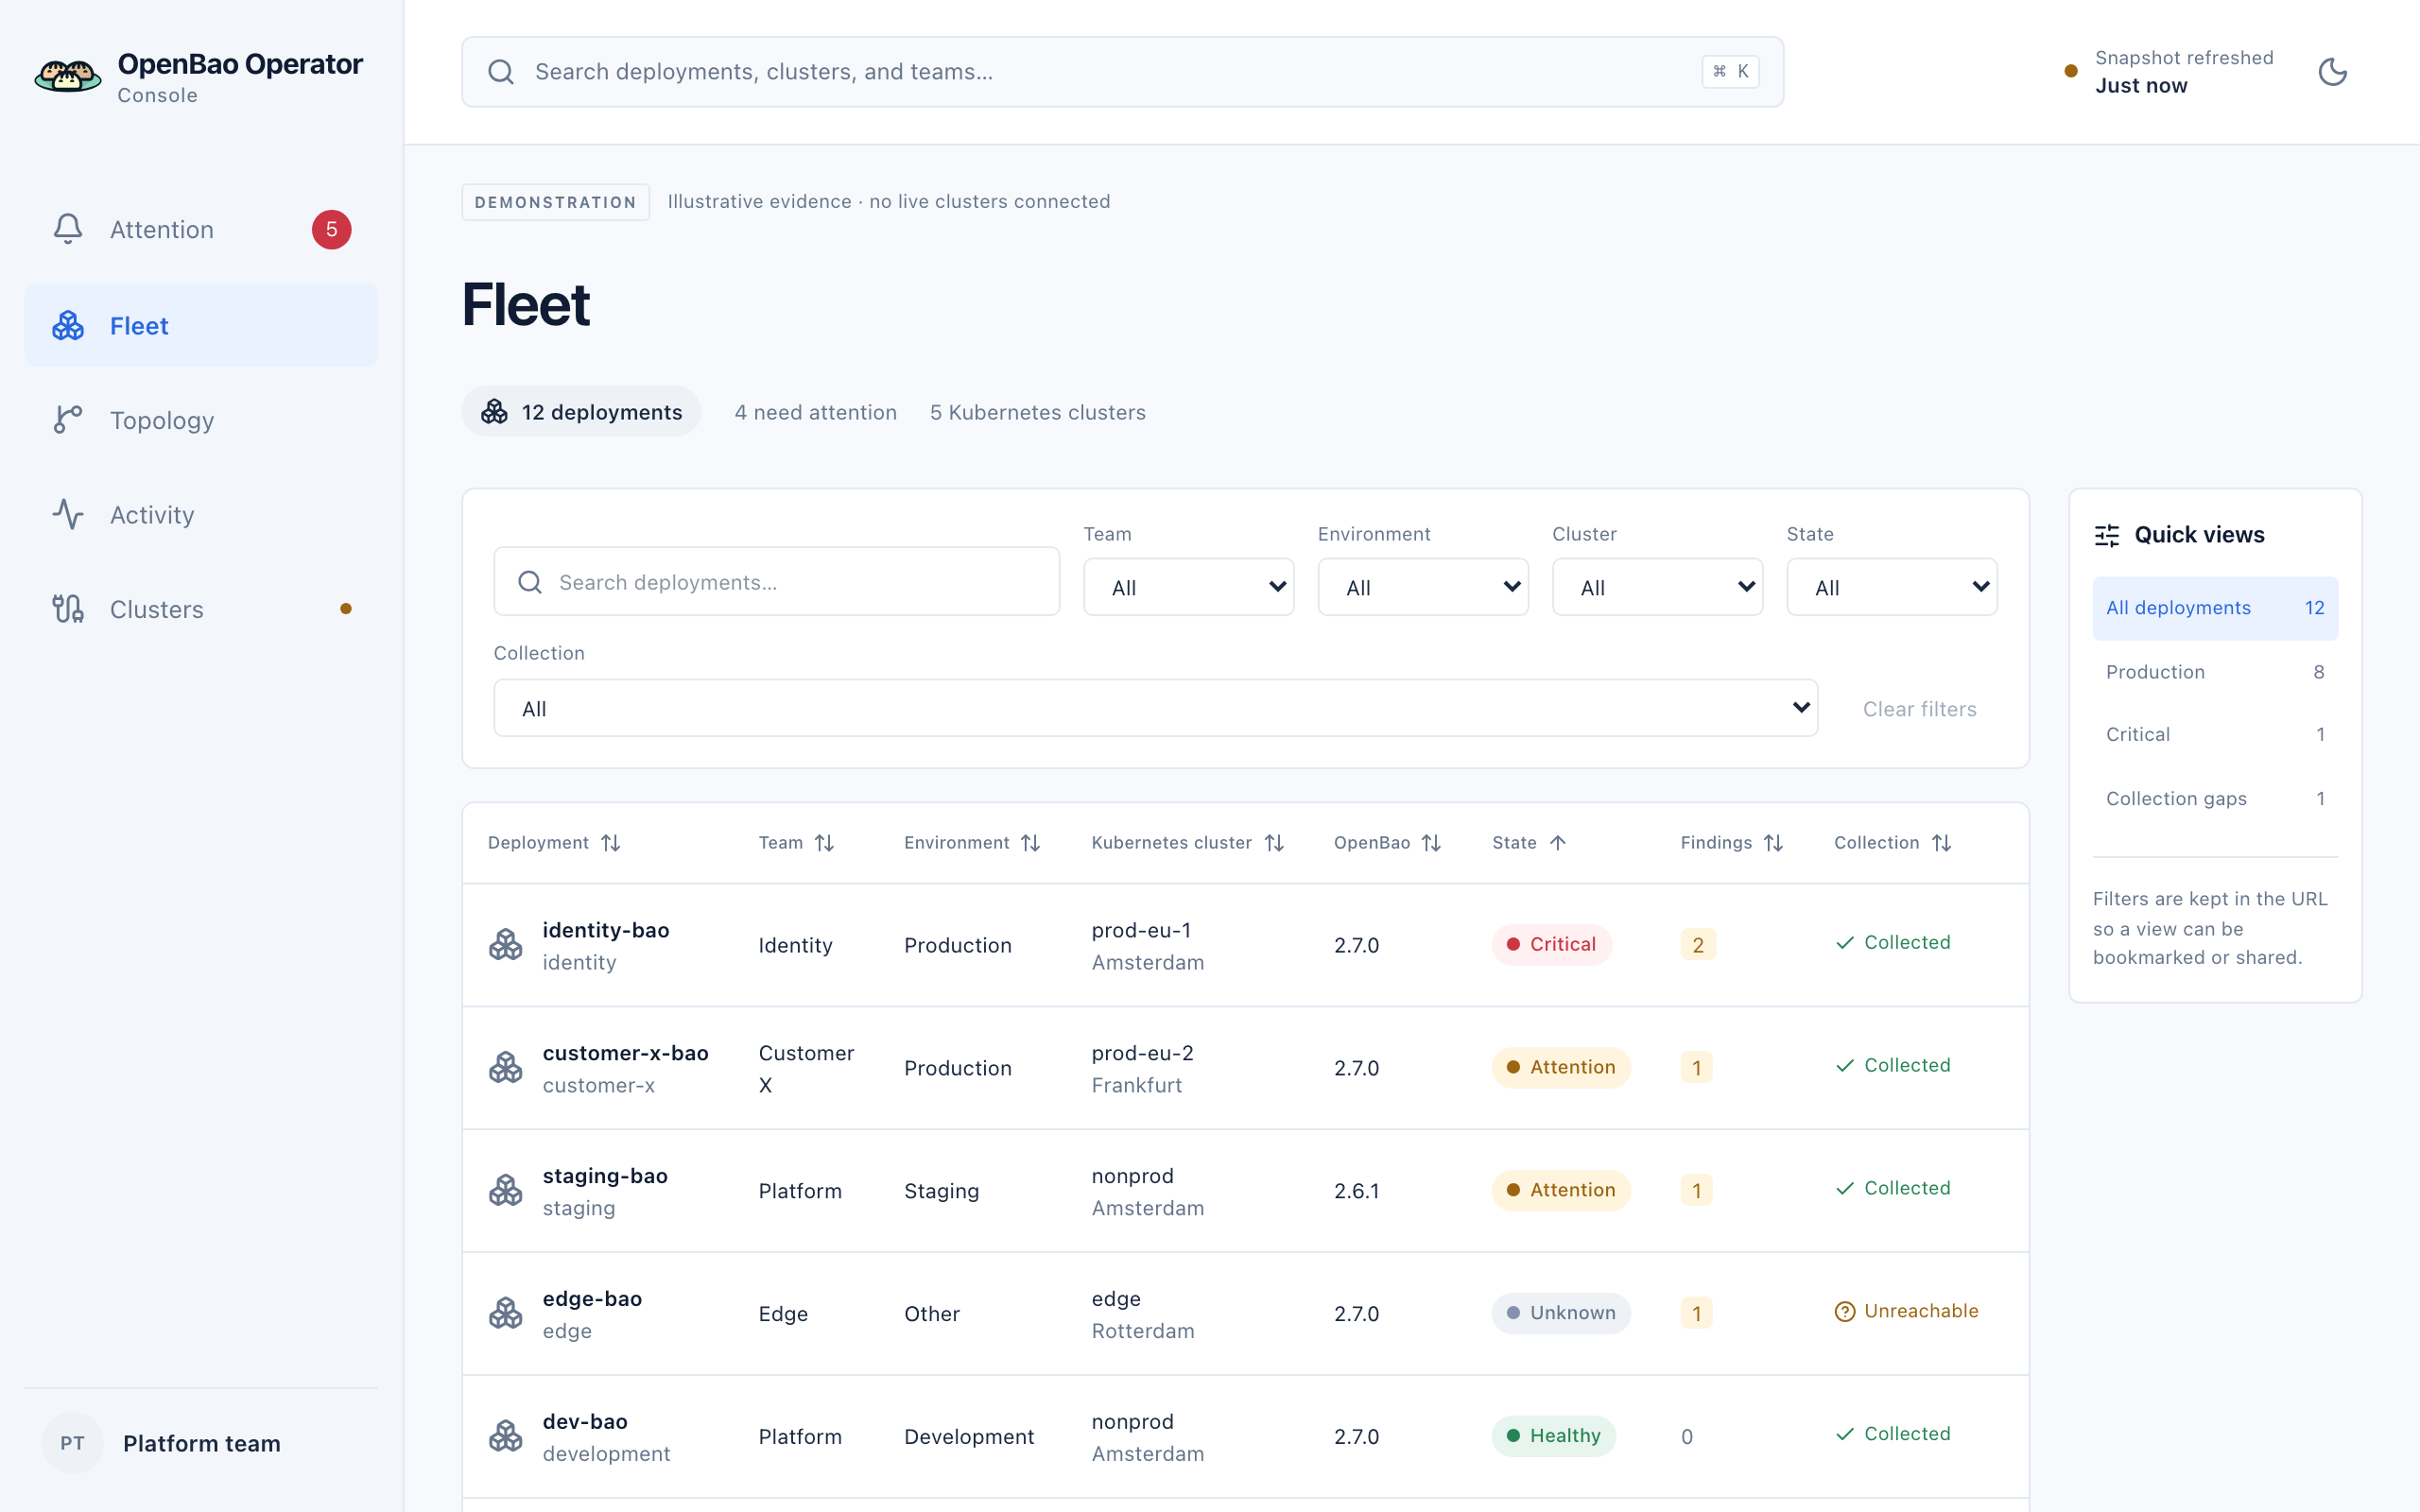 OpenBao Operator
Console
Search deployments, clusters, and teams...
⌘ K
Snapshot refreshed
Just now
Attention
5
Fleet
Topology
Activity
Clusters
PT
Platform team
DEMONSTRATION
Illustrative evidence · no live clusters connected
Fleet
12 deployments
4 need attention
5 Kubernetes clusters
Search deployments...
Team
All
Environment
All
Cluster
All
State
All
Collection
All
Clear filters
Deployment Team Environment Kubernetes cluster OpenBao State Findings Collection
identity-bao
identity
Identity
Production
prod-eu-1
Amsterdam
2.7.0
Critical
2
Collected
customer-x-bao
customer-x
Customer
X
Production
prod-eu-2
Frankfurt
2.7.0
Attention
1
Collected
staging-bao
staging
Platform
Staging
nonprod
Amsterdam
2.6.1
Attention
1
Collected
edge-bao
edge
Edge
Other
edge
Rotterdam
2.7.0
Unknown
1
Unreachable
dev-bao
development
Platform
Development
nonprod
Amsterdam
2.7.0
Healthy
0
Collected
Quick views
All deployments 12
Production 8
Critical 1
Collection gaps 1
Filters are kept in the URL
so a view can be
bookmarked or shared.